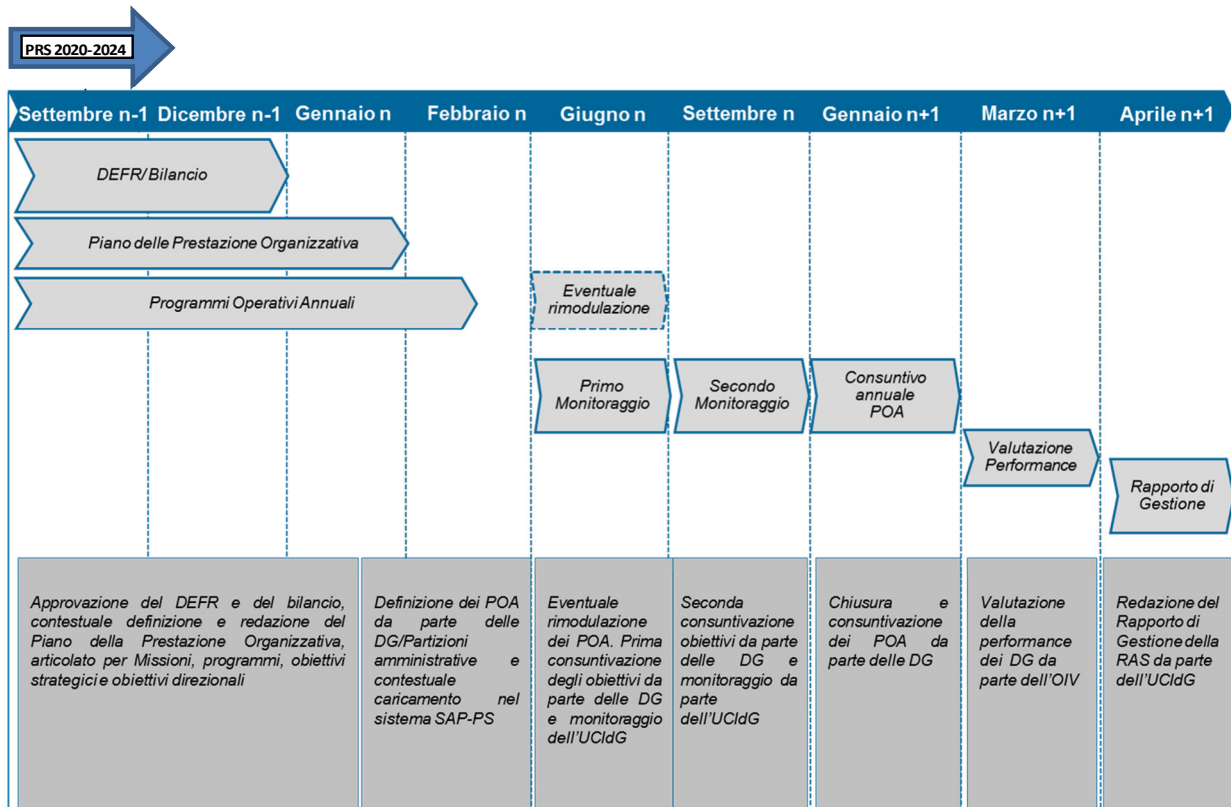 PRS 2020-2024
Settembre n-1
Dicembre n-1
Gennaio n
Febbraio n
Giugno n
Settembre n
Gennaio n+1
Marzo n+1
Aprile n+1
DEFR/ Bilancio
Piano delle Prestazione Organizzativa
Programmi Operativi Annuali
Eventuale
rimodulazione
Primo
Monitoraggio
Secondo
Monitoraggio
Consuntivo
annuale
POA
Valutazione
Performance
Rapporto di
Gestione
Approvazione del DEFR e del bilancio,
contestuale definizione e redazione del
Piano della Prestazione Organizzativa,
articolato per Missioni, programmi, obiettivi
strategici e obiettivi direzionali
Definizione dei POA
da parte delle
DG/Partizioni
amministrative e
contestuale
caricamento nel
sistema SAP-PS
Eventuale
rimodulazione
dei POA. Prima
consuntivazione
degli obiettivi da
parte delle DG
e monitoraggio
dell'UCIdG
Seconda
consuntivazione
obiettivi da parte
delle DG e
monitoraggio da
parte
dell'UCIdG
Chiusura e
consuntivazione
dei POA da
parte delle DG
Valutazione
della
performance
dei DG da
parte dell'OIV
Redazione del
Rapporto di
Gestione della
RAS da parte
dell'UCIdG